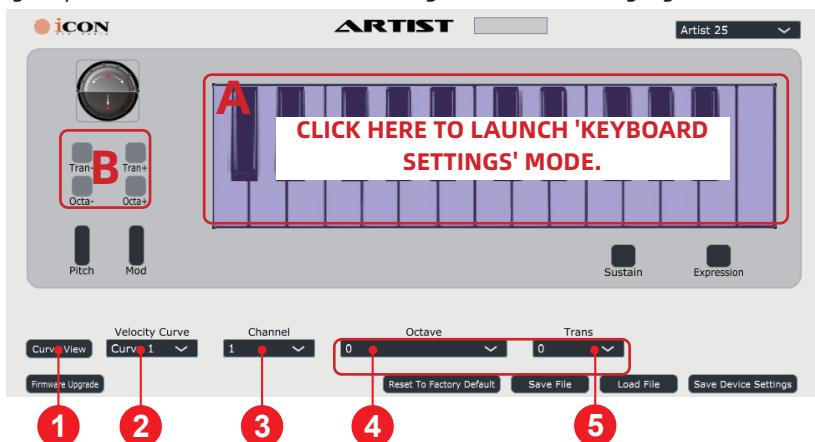 icon ARTIST Artist 25
A
CLICK HERE TO LAUNCH 'KEYBOARD
SETTINGS' MODE.
B
Tran- Tran+
Octa- Octa+
Pitch Mod
Sustain Expression
Velocity Curve Channel Octave Trans
Curve View Curve 1 1 0 0
Firmware Upgrade Reset To Factory Default Save File Load File Save Device Settings
1 2 3 4 5